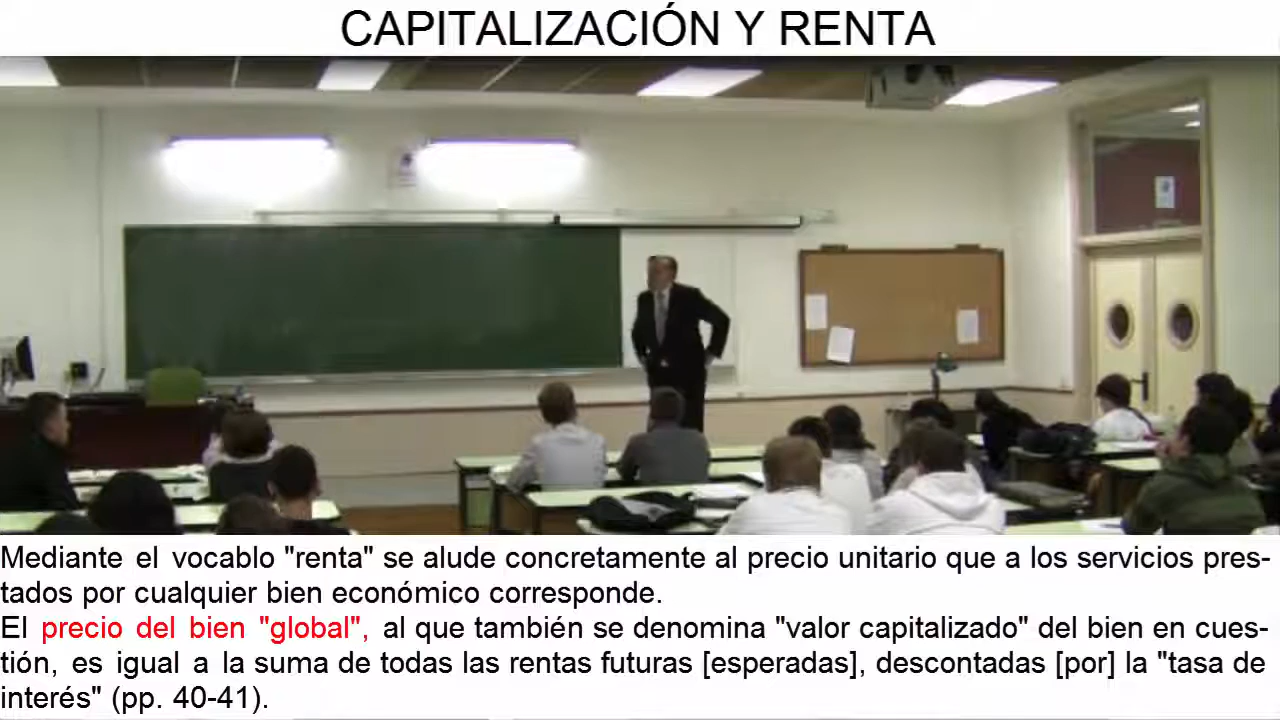 CAPITALIZACIÓN Y RENTA
Mediante el vocablo "renta" se alude concretamente al precio unitario que a los servicios pres-
tados por cualquier bien económico corresponde.
El precio del bien "global", al que también se denomina "valor capitalizado" del bien en cues-
tión, es igual a la suma de todas las rentas futuras [esperadas], descontadas [por] la "tasa de
interés" (pp. 40-41).